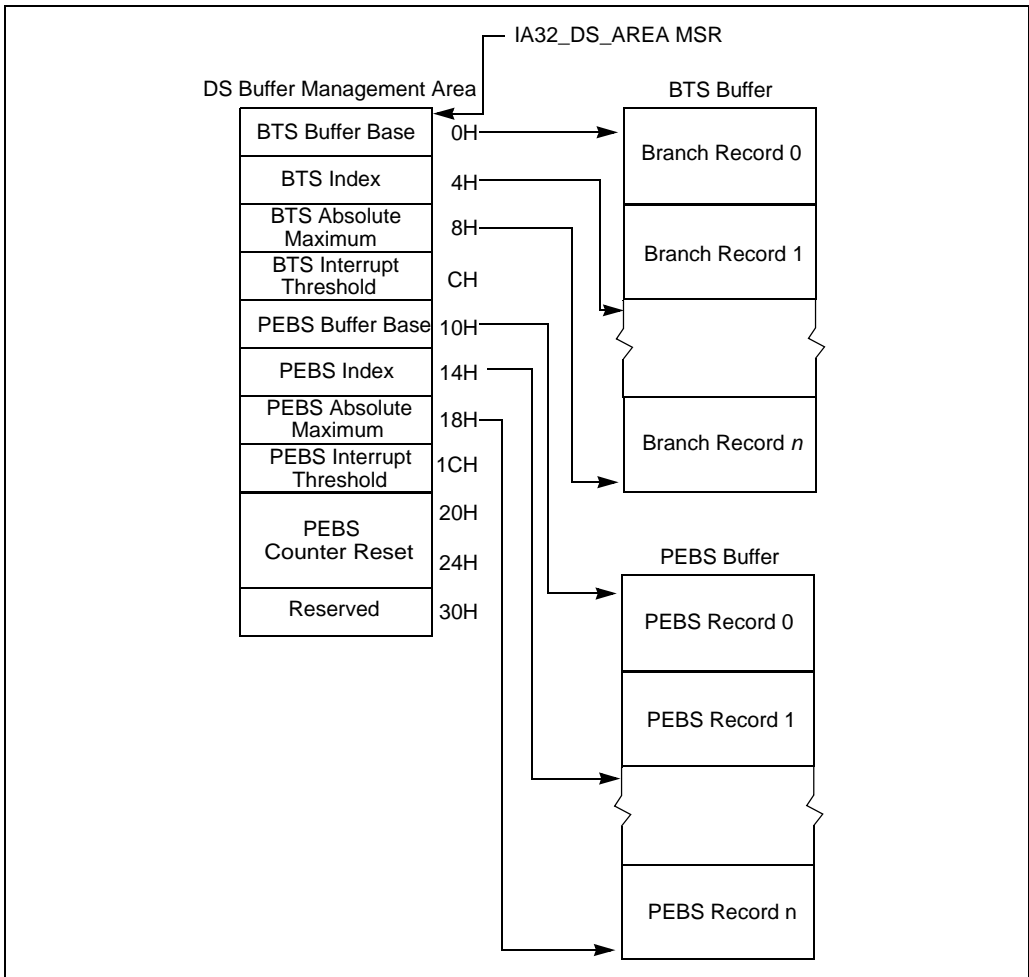 IA32_DS_AREA MSR
DS Buffer Management Area
BTS Buffer Base 0H
BTS Index 4H
BTS Absolute
Maximum 8H
BTS Interrupt
Threshold CH
PEBS Buffer Base 10H
PEBS Index 14H
PEBS Absolute
Maximum 18H
PEBS Interrupt
Threshold 1CH
20H
PEBS
Counter Reset
24H
Reserved 30H
BTS Buffer
Branch Record 0
Branch Record 1
Branch Record n
PEBS Buffer
PEBS Record 0
PEBS Record 1
PEBS Record n